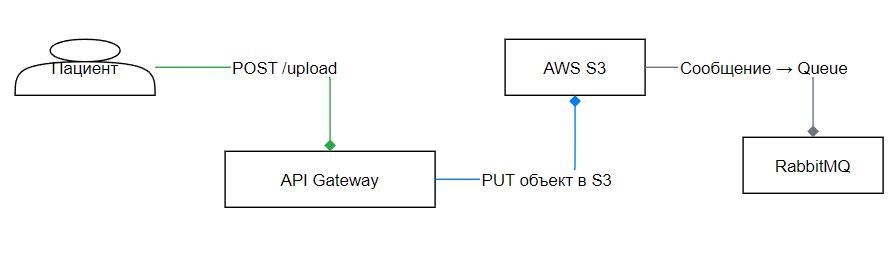 Пациент
POST /upload
API Gateway
PUT объект в S3
AWS S3
Сообщение → Queue
RabbitMQ